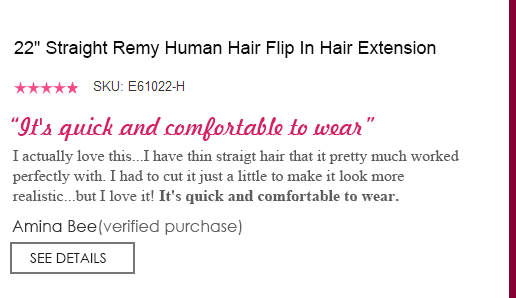 22" Straight Remy Human Hair Flip In Hair Extension
SKU: E61022-H
“It's quick and comfortable to wear”
I actually love this...I have thin straigt hair that it pretty much worked
perfectly with. I had to cut it just a little to make it look more
realistic...but I love it! It's quick and comfortable to wear.
Amina Bee(verified purchase)
SEE DETAILS